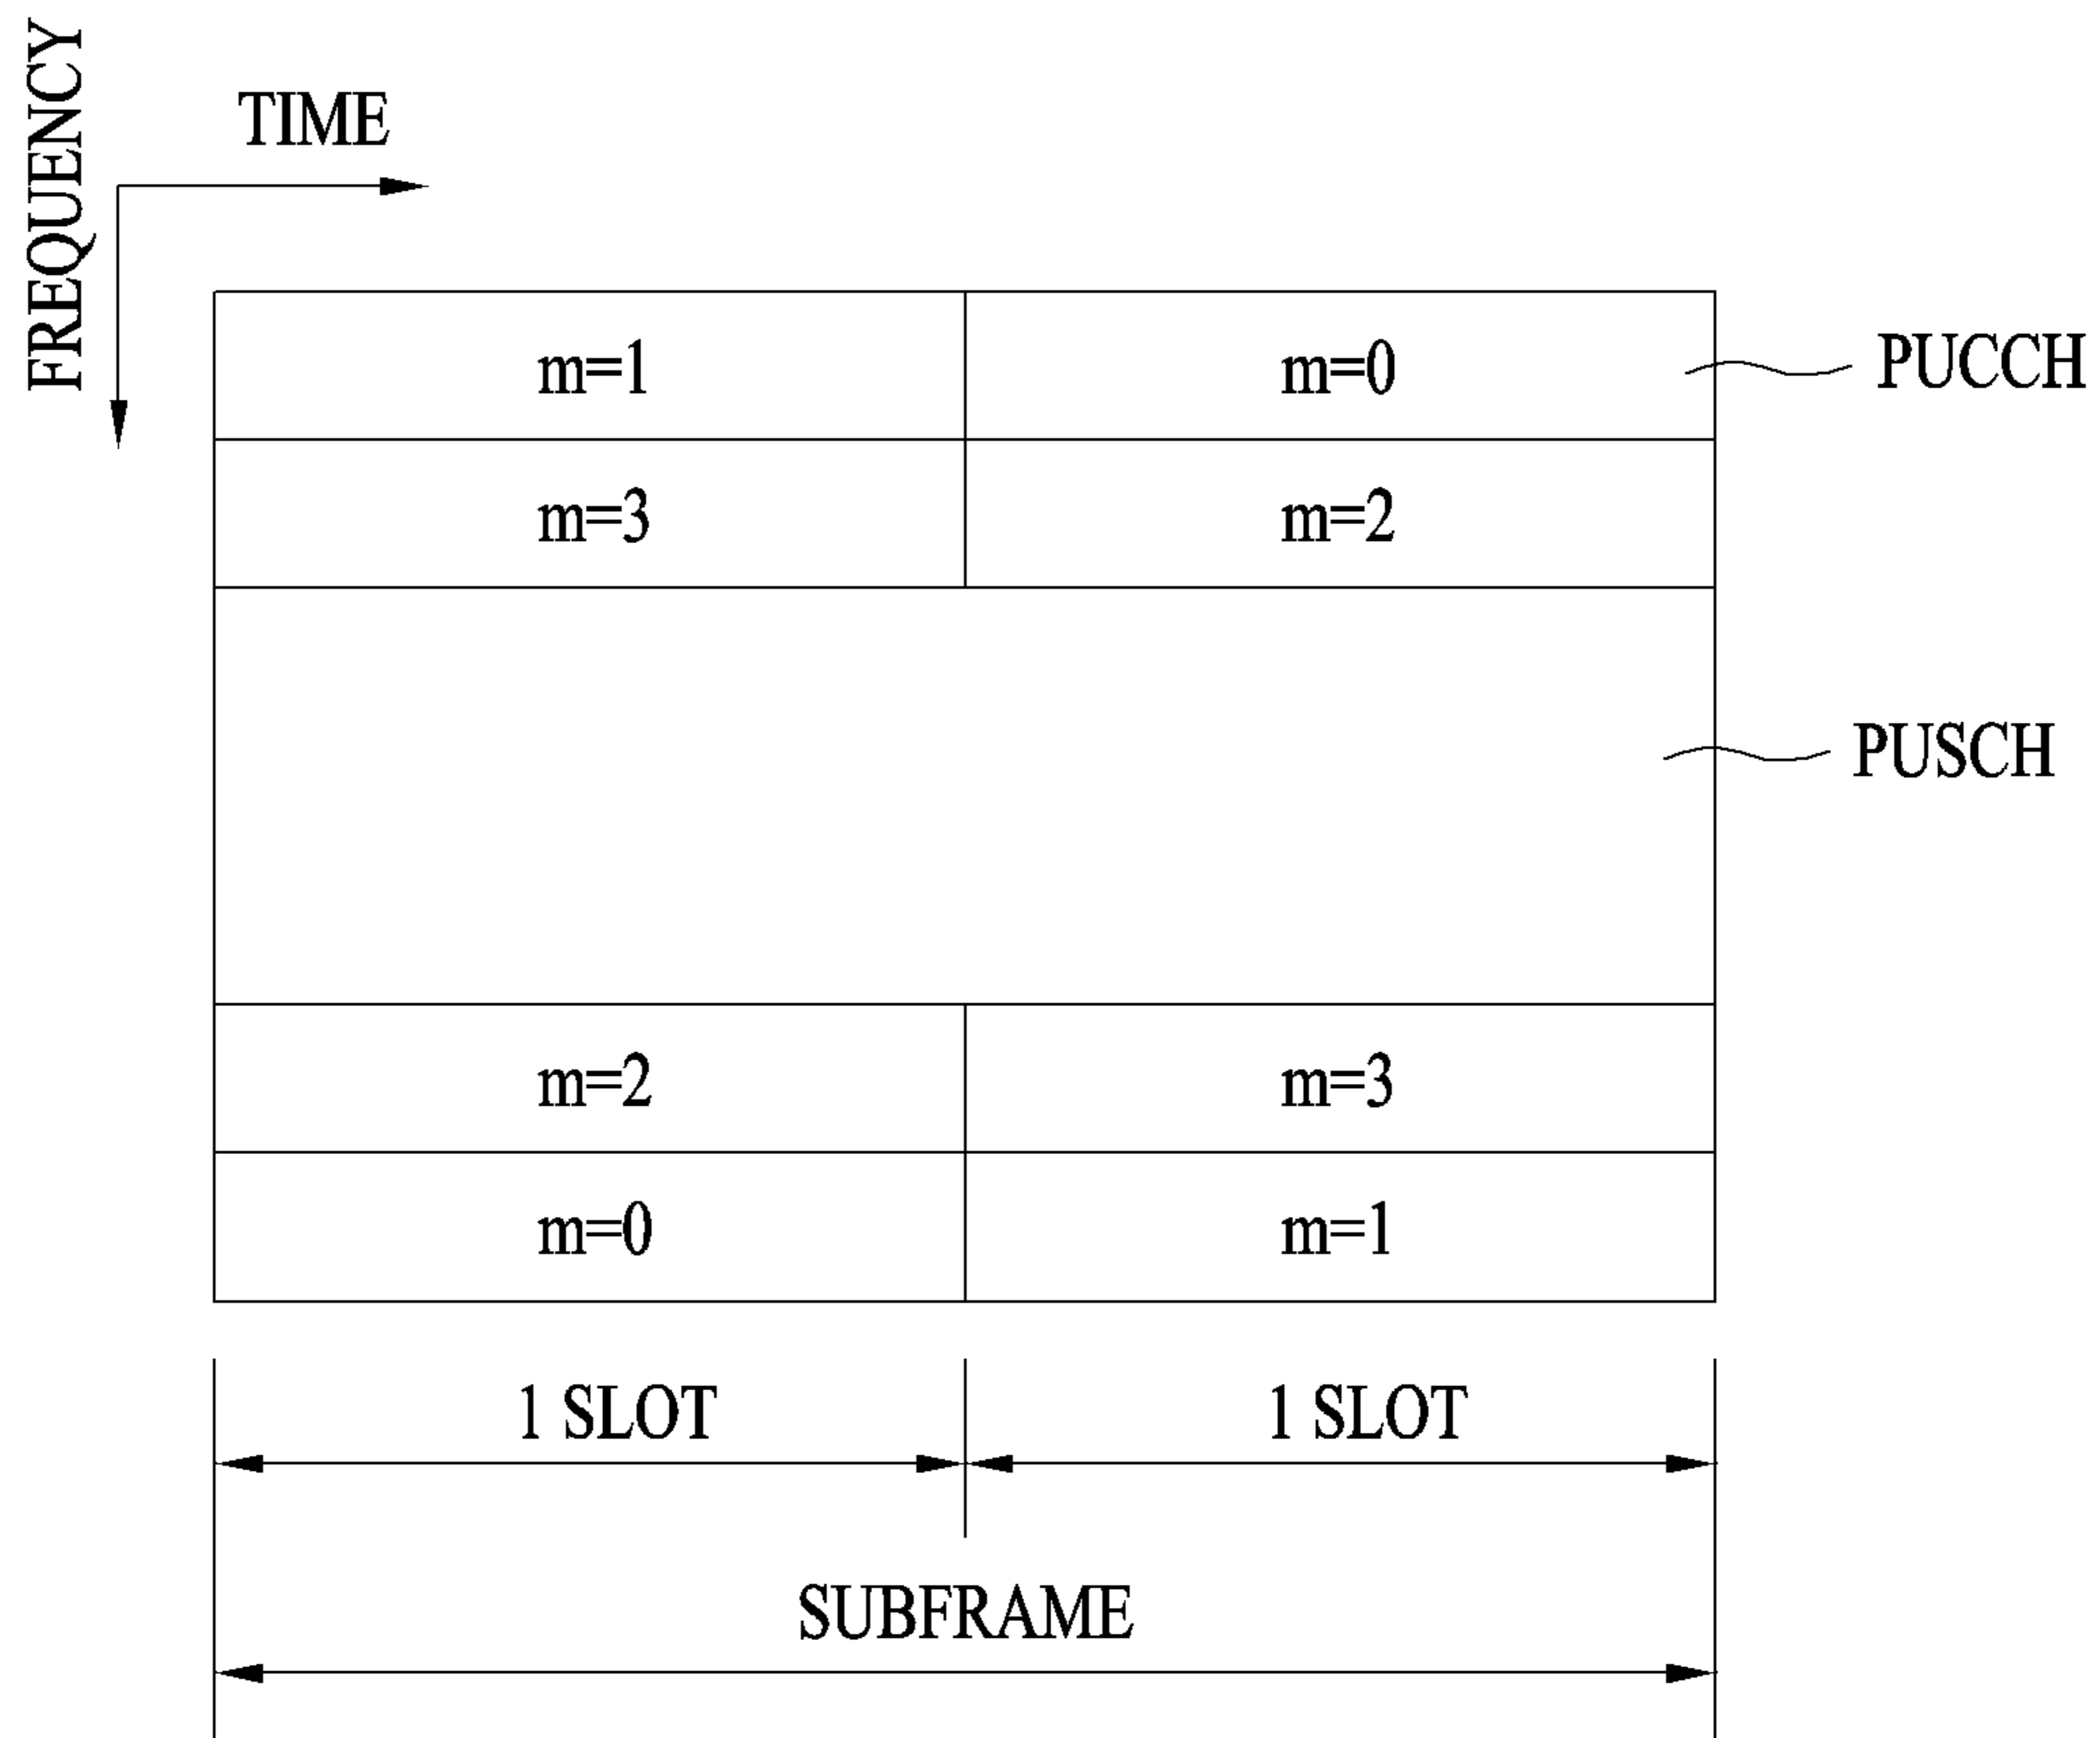 FREQUENCY
TIME
m=1 m=0 PUCCH
m=3 m=2
PUSCH
m=2 m=3
m=0 m=1
1 SLOT 1 SLOT
SUBFRAME